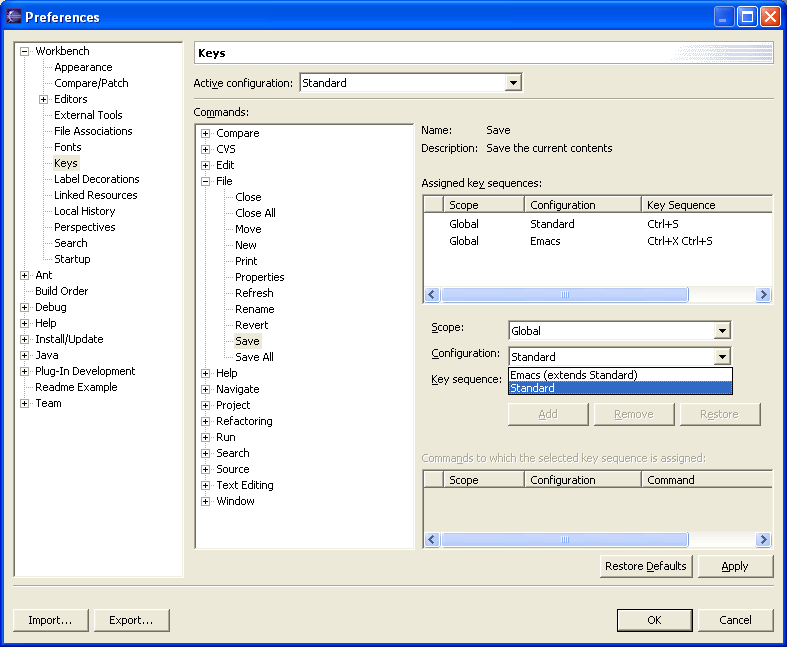 Preferences
Workbench
Appearance
Compare/Patch
Editors
External Tools
File Associations
Fonts
Keys
Label Decorations
Linked Resources
Local History
Perspectives
Search
Startup
Ant
Build Order
Debug
Help
Install/Update
Java
Plug-In Development
Readme Example
Team
Keys
Active configuration: Standard
Commands:
Compare
CVS
Edit
File
Close
Close All
Move
New
Print
Properties
Refresh
Rename
Revert
Save
Save All
Help
Navigate
Project
Refactoring
Run
Search
Source
Text Editing
Window
Name: Save
Description: Save the current contents
Assigned key sequences:
Scope Configuration Key Sequence
Global Standard Ctrl+S
Global Emacs Ctrl+X Ctrl+S
Scope: Global
Configuration: Standard
Emacs (extends Standard)
Key sequence: Standard
Add Remove Restore
Commands to which the selected key sequence is assigned:
Scope Configuration Command
Restore Defaults Apply
Import... Export... OK Cancel